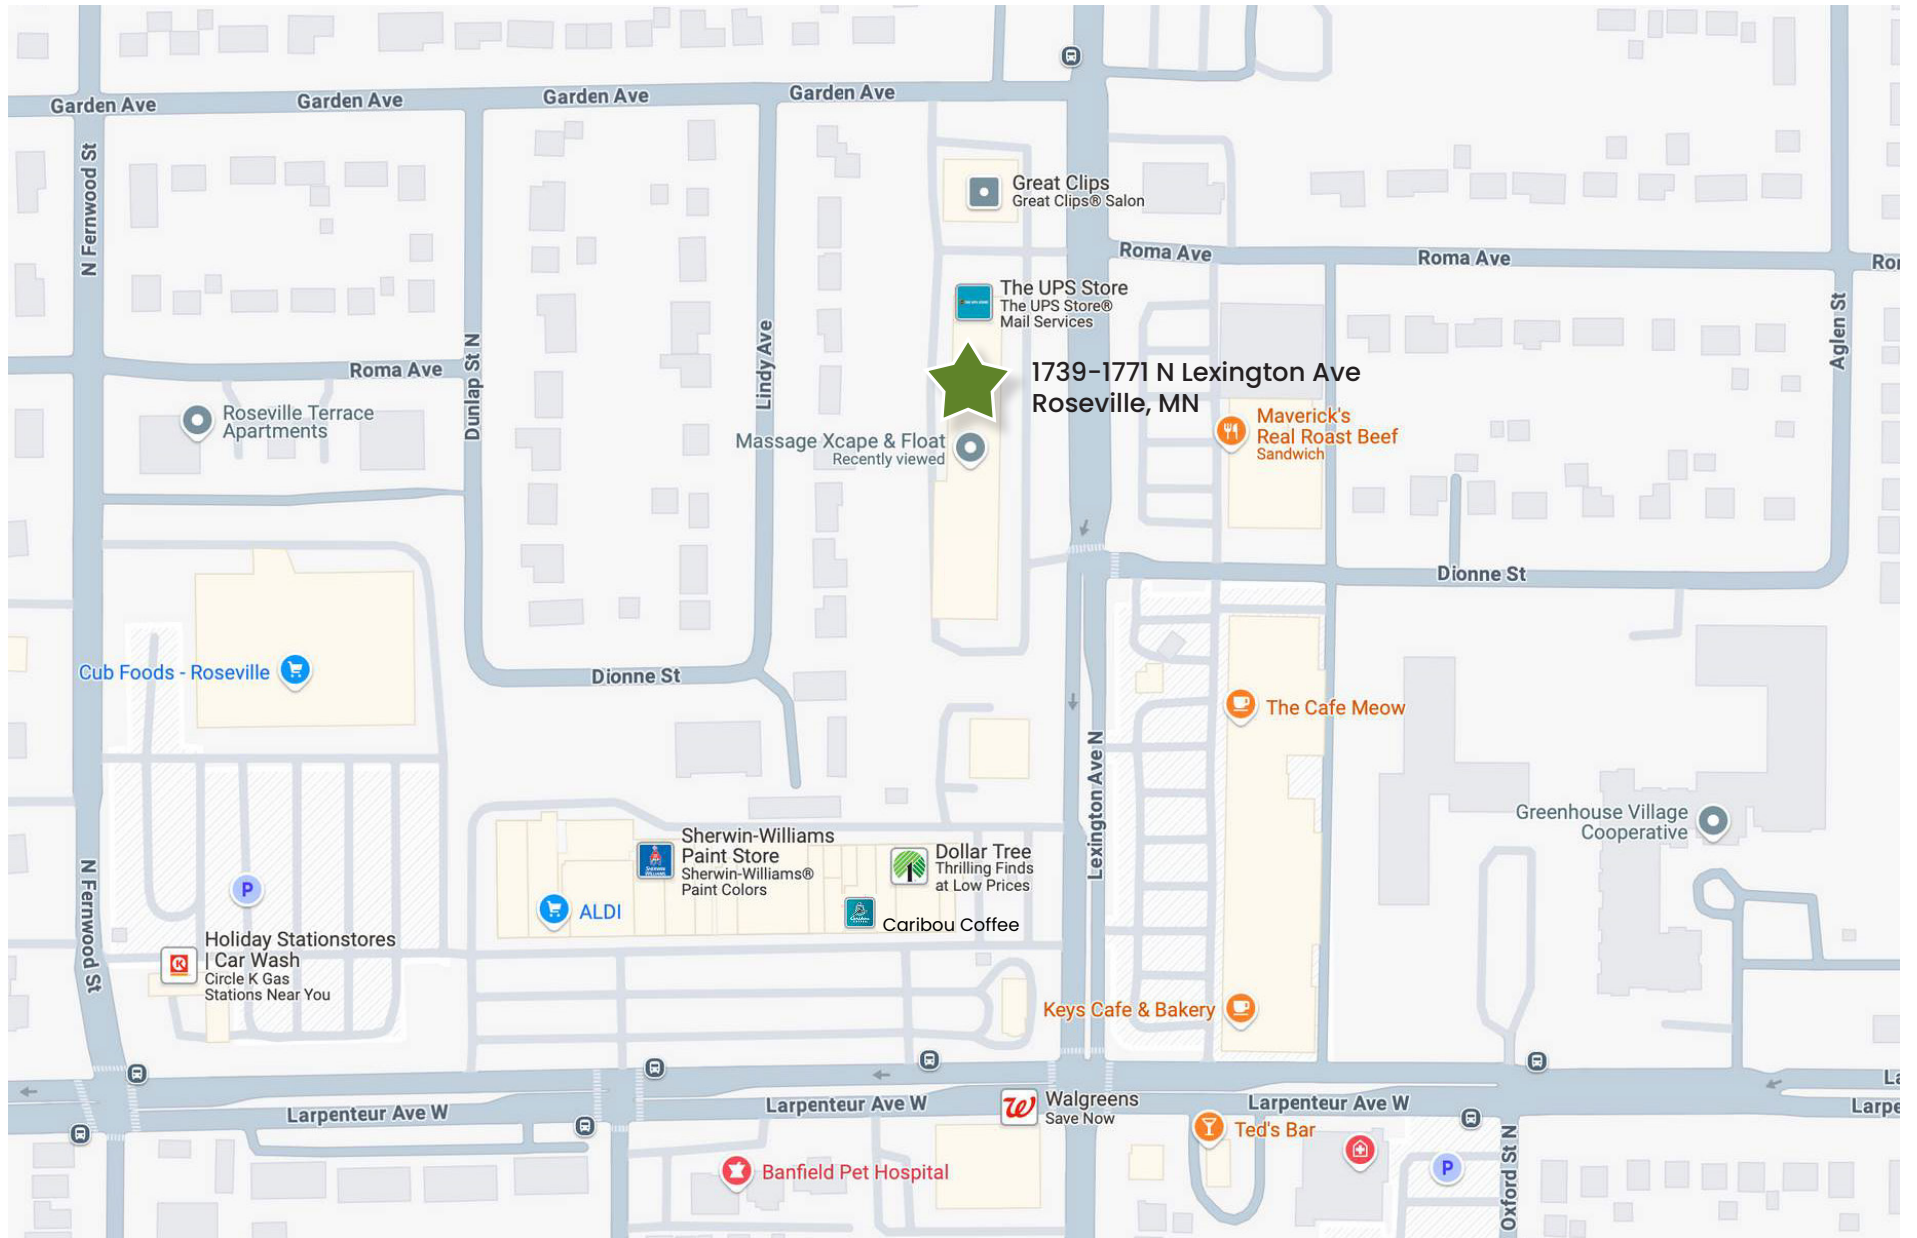 Garden Ave
Garden Ave
Garden Ave
Garden Ave
N Fernwood St
Great Clips
Great Clips® Salon
Roma Ave
Roma Ave
The UPS Store
The UPS Store®
Mail Services
Aglen St
Lindy Ave
Dunlap St N
Roma Ave
1739-1771 N Lexington Ave
Roseville, MN
Roseville Terrace
Apartments
Massage Xcape & Float
Recently viewed
Maverick's
Real Roast Beef
Sandwich
Dionne St
Cub Foods - Roseville
Dionne St
The Cafe Meow
Lexington Ave N
Greenhouse Village
Cooperative
Sherwin-Williams
Paint Store
Sherwin-Williams®
Paint Colors
Dollar Tree
Thrilling Finds
at Low Prices
P
ALDI
Caribou Coffee
N Fernwood St
Holiday Stationstores
| Car Wash
Circle K Gas
Stations Near You
Keys Cafe & Bakery
Larpenteur Ave W
Larpenteur Ave W
Walgreens
Save Now
Larpenteur Ave W
Ted's Bar
Oxford St N
P
Banfield Pet Hospital